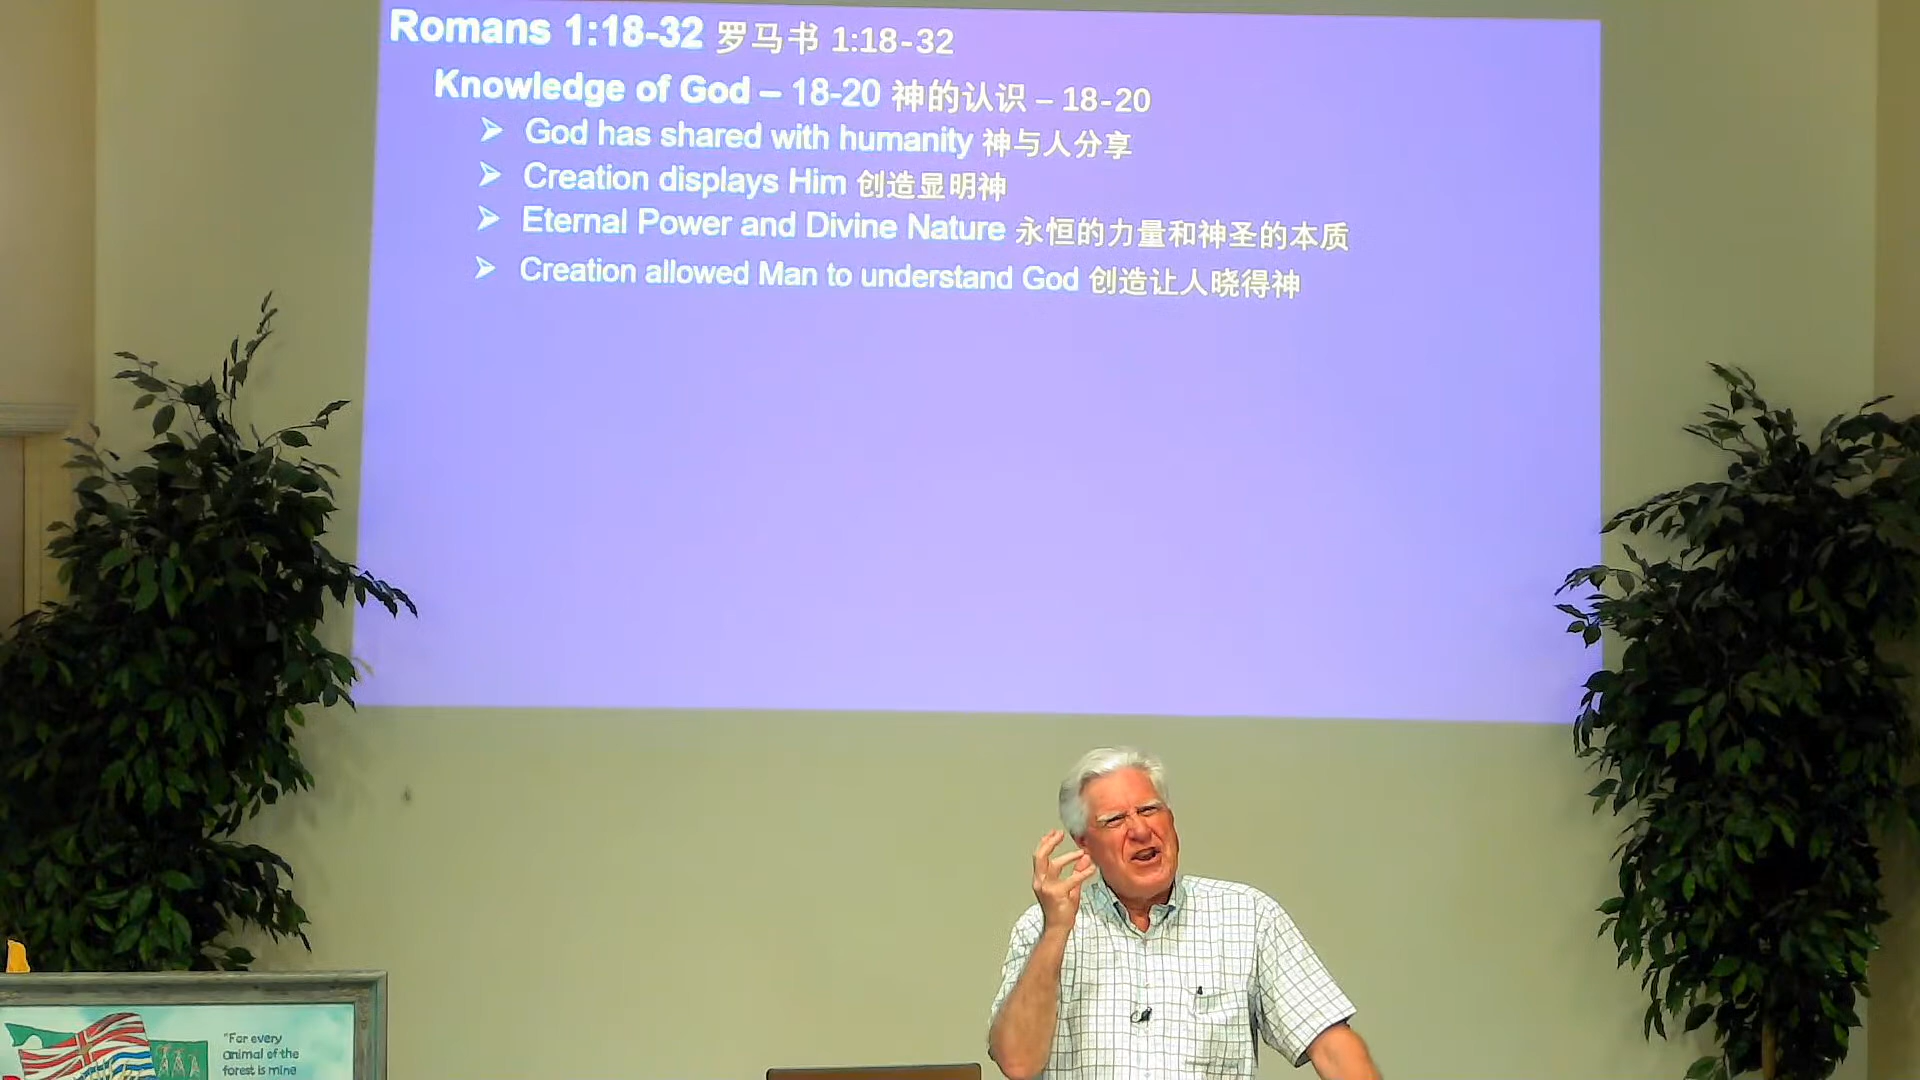 Romans 1:18-32 罗马书 1:18-32
Knowledge of God – 18-20 神的认识 – 18-20
➢ God has shared with humanity 神与人分享
➢ Creation displays Him 创造显明神
➢ Eternal Power and Divine Nature 永恒的力量和神圣的本质
➢ Creation allowed Man to understand God 创造让人晓得神
"For every
animal of the
forest is mine